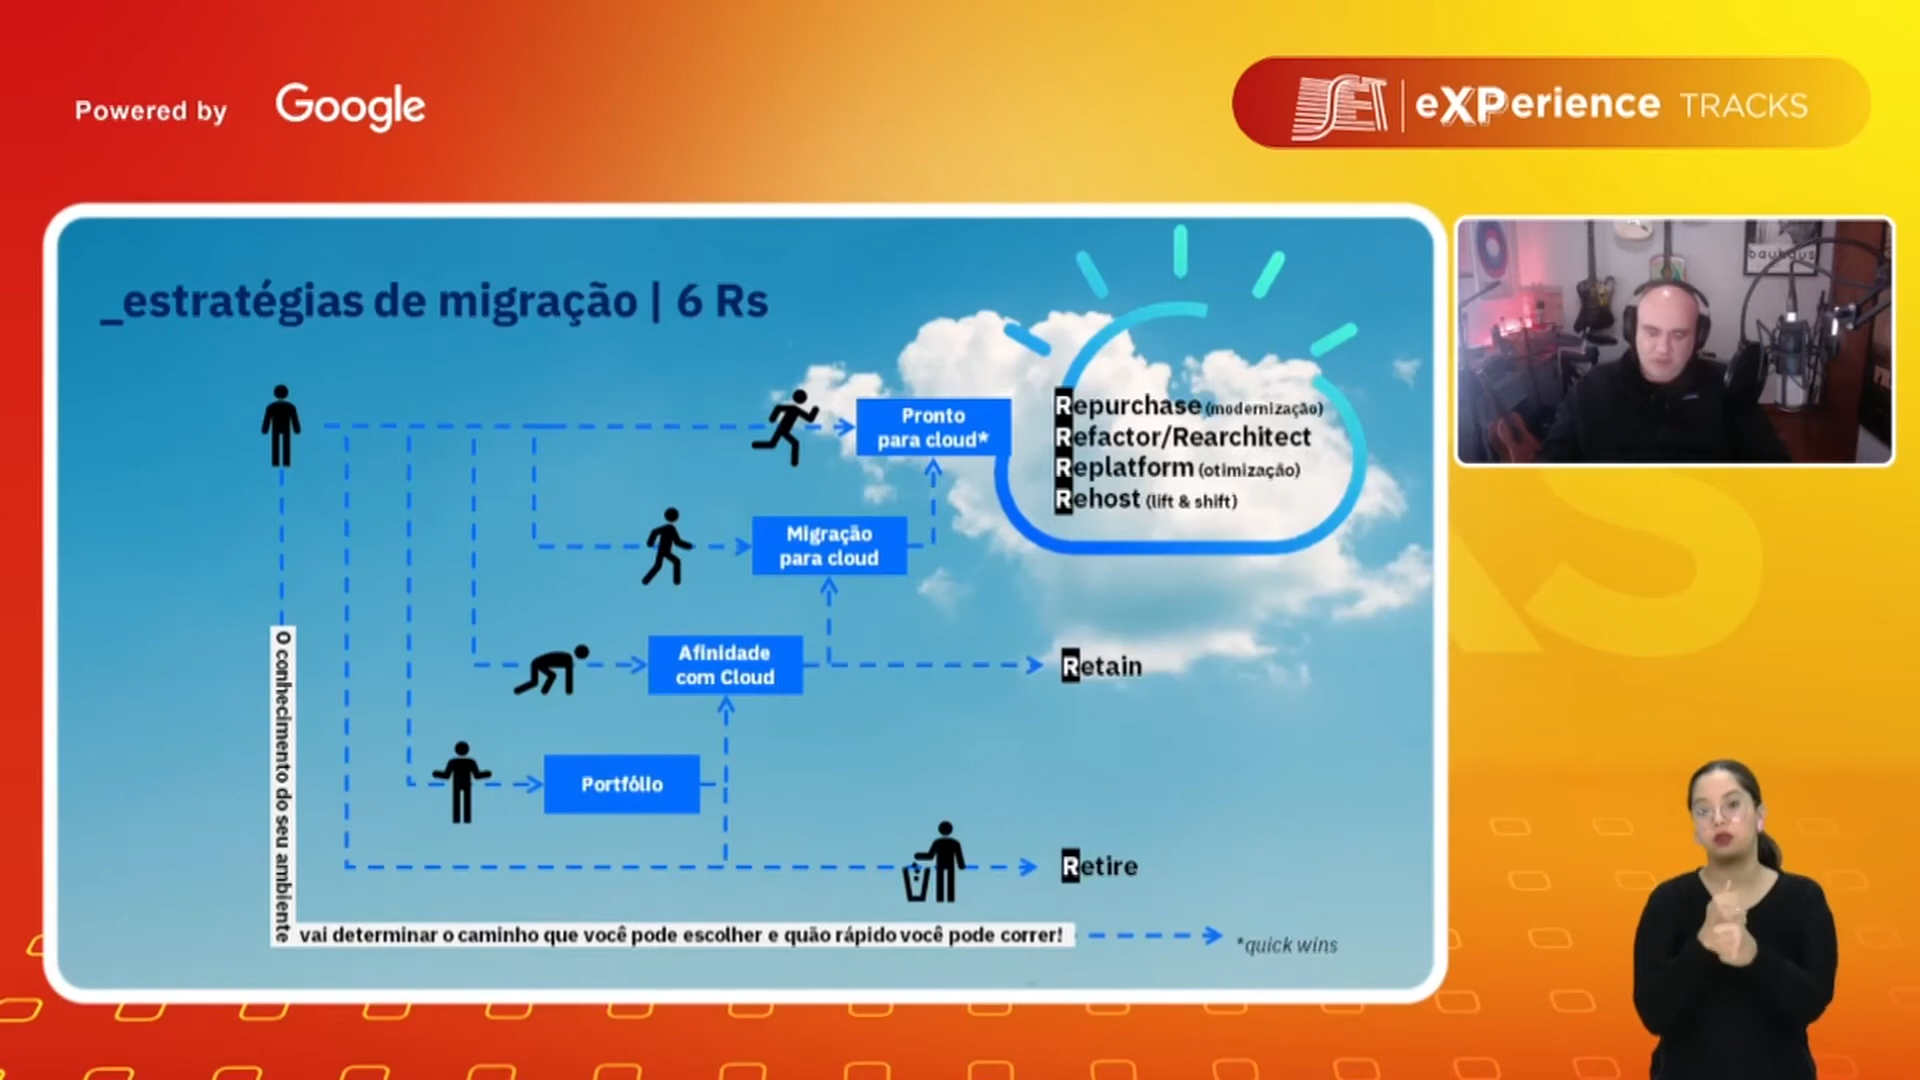 Powered by Google
SET eXPerience TRACKS
bauhaus
_estratégias de migração | 6 Rs
Pronto
para cloud*
Repurchase (modernização)
Refactor/Rearchitect
Replatform (otimização)
Rehost (lift & shift)
Migração
para cloud
Afinidade
com Cloud
Retain
Portfólio
Retire
O conhecimento do seu ambiente
vai determinar o caminho que você pode escolher e quão rápido você pode correr!
*quick wins